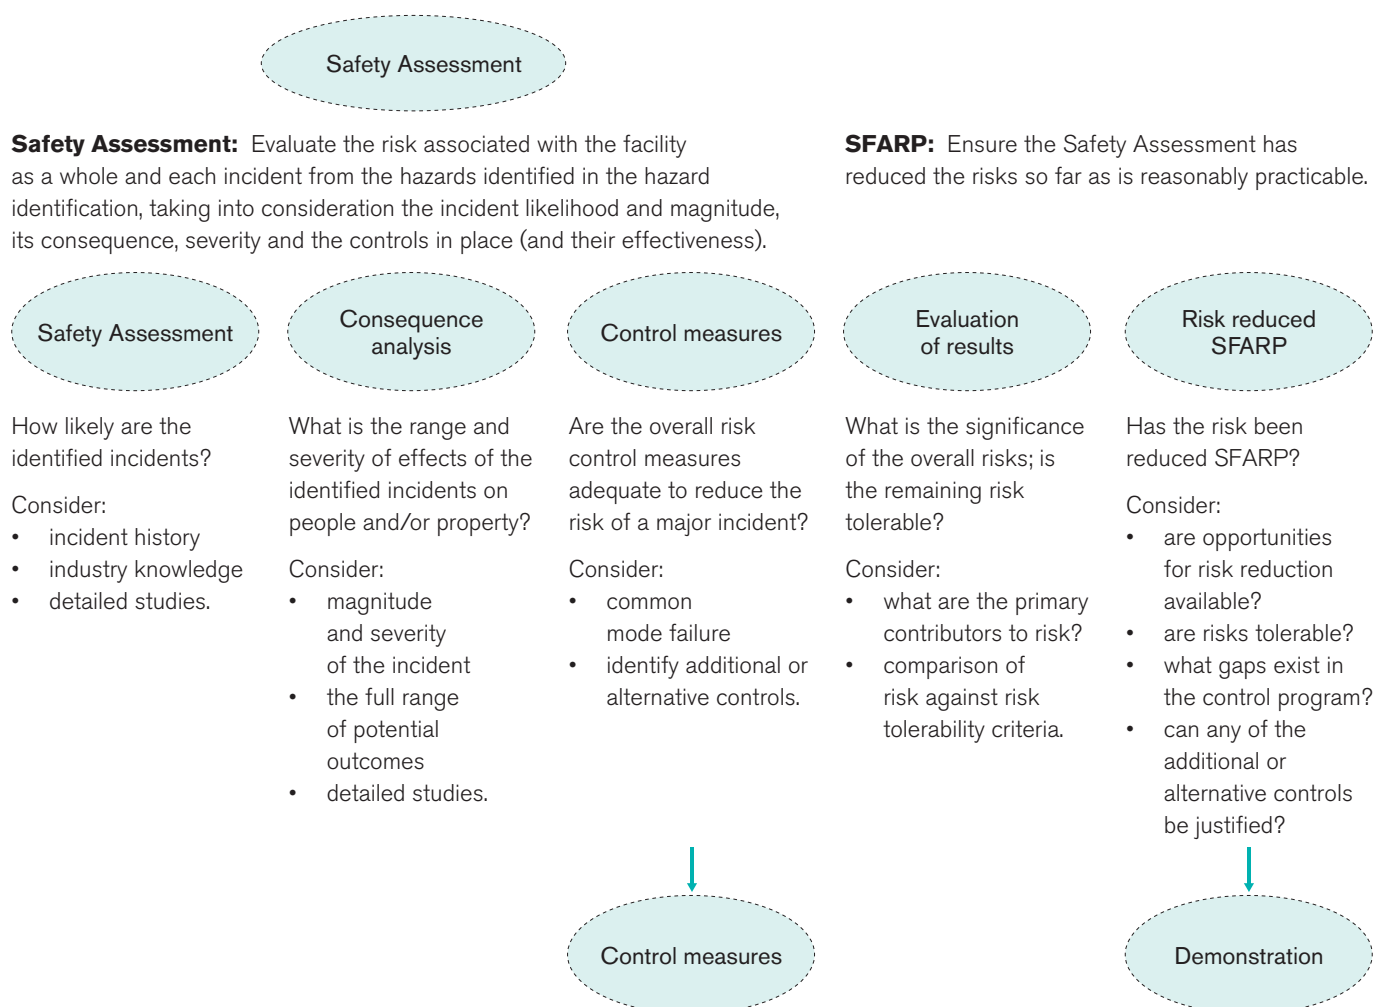 Safety Assessment
Safety Assessment: Evaluate the risk associated with the facility
as a whole and each incident from the hazards identified in the hazard
identification, taking into consideration the incident likelihood and magnitude,
its consequence, severity and the controls in place (and their effectiveness).
SFARP: Ensure the Safety Assessment has
reduced the risks so far as is reasonably practicable.
Safety Assessment
How likely are the
identified incidents?
Consider:
• incident history
• industry knowledge
• detailed studies.
Consequence
analysis
What is the range and
severity of effects of the
identified incidents on
people and/or property?
Consider:
• magnitude
and severity
of the incident
• the full range
of potential
outcomes
• detailed studies.
Control measures
Are the overall risk
control measures
adequate to reduce the
risk of a major incident?
Consider:
• common
mode failure
• identify additional or
alternative controls.
Control measures
Evaluation
of results
What is the significance
of the overall risks; is
the remaining risk
tolerable?
Consider:
• what are the primary
contributors to risk?
• comparison of
risk against risk
tolerability criteria.
Risk reduced
SFARP
Has the risk been
reduced SFARP?
Consider:
• are opportunities
for risk reduction
available?
• are risks tolerable?
• what gaps exist in
the control program?
• can any of the
additional or
alternative controls
be justified?
Demonstration